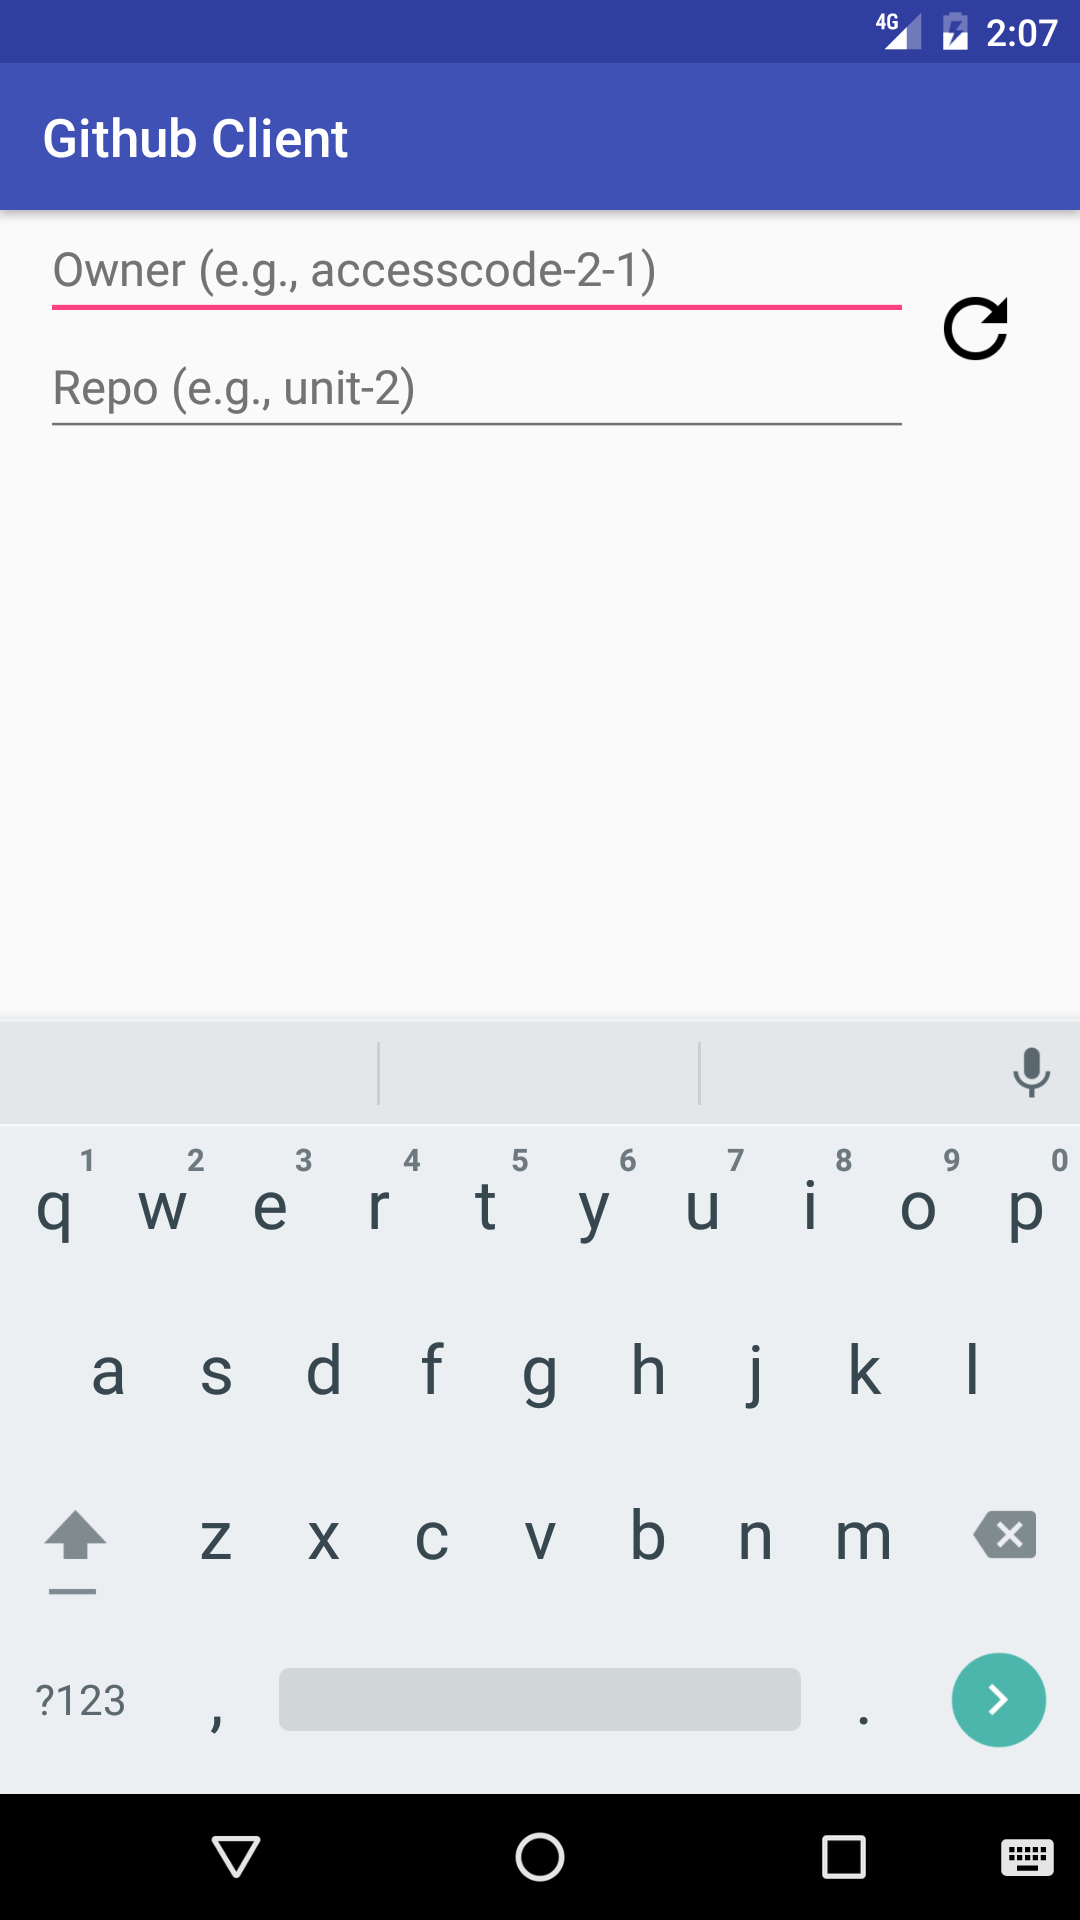 4G 2:07
Github Client
Owner (e.g., accesscode-2-1)
Repo (e.g., unit-2)
1 2 3 4 5 6 7 8 9 0
q w e r t y u i o p
a s d f g h j k l
z x c v b n m
?123 , .